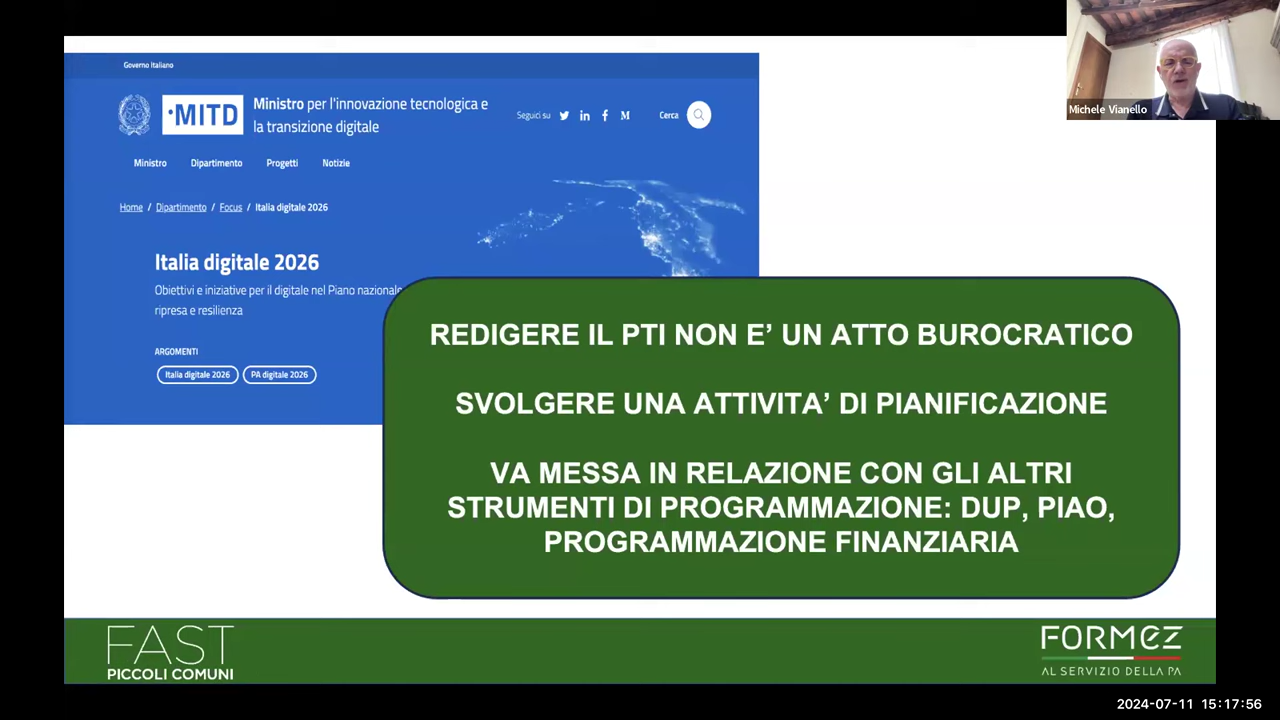 Governo Italiano
·MITD
Ministro per l'innovazione tecnologica e
la transizione digitale
Seguici su
Cerca
Ministro Dipartimento Progetti Notizie
Home / Dipartimento / Focus / Italia digitale 2026
Italia digitale 2026
Obiettivi e iniziative per il digitale nel Piano nazionale
ripresa e resilienza
ARGOMENTI
Italia digitale 2026 PA digitale 2026
Michele Vianello
REDIGERE IL PTI NON E’ UN ATTO BUROCRATICO
SVOLGERE UNA ATTIVITA’ DI PIANIFICAZIONE
VA MESSA IN RELAZIONE CON GLI ALTRI
STRUMENTI DI PROGRAMMAZIONE: DUP, PIAO,
PROGRAMMAZIONE FINANZIARIA
FAST
PICCOLI COMUNI
FORMEZ
AL SERVIZIO DELLA PA
2024-07-11 15:17:56